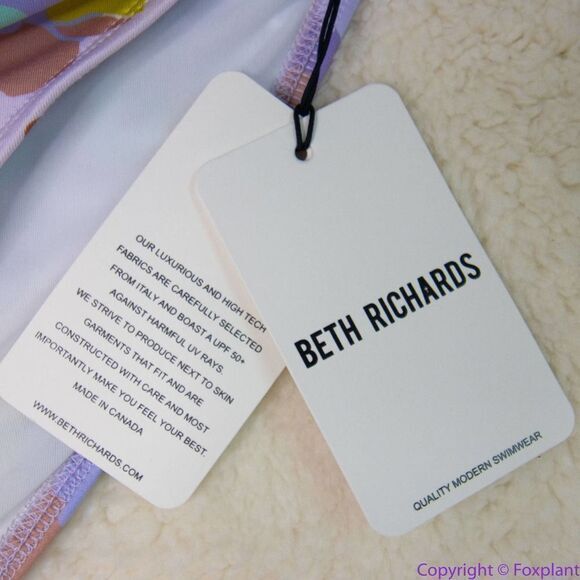 OUR LUXURIOUS AND HIGH TECH
FABRICS ARE CAREFULLY SELECTED
FROM ITALY AND BOAST A UPF 50+
AGAINST HARMFUL UV RAYS.
WE STRIVE TO PRODUCE NEXT TO SKIN
GARMENTS THAT FIT AND ARE
CONSTRUCTED WITH CARE AND MOST
IMPORTANTLY MAKE YOU FEEL YOUR BEST.
MADE IN CANADA
WWW.BETHRICHARDS.COM
BETH RICHARDS
QUALITY MODERN SWIMWEAR
Copyright © Foxplant